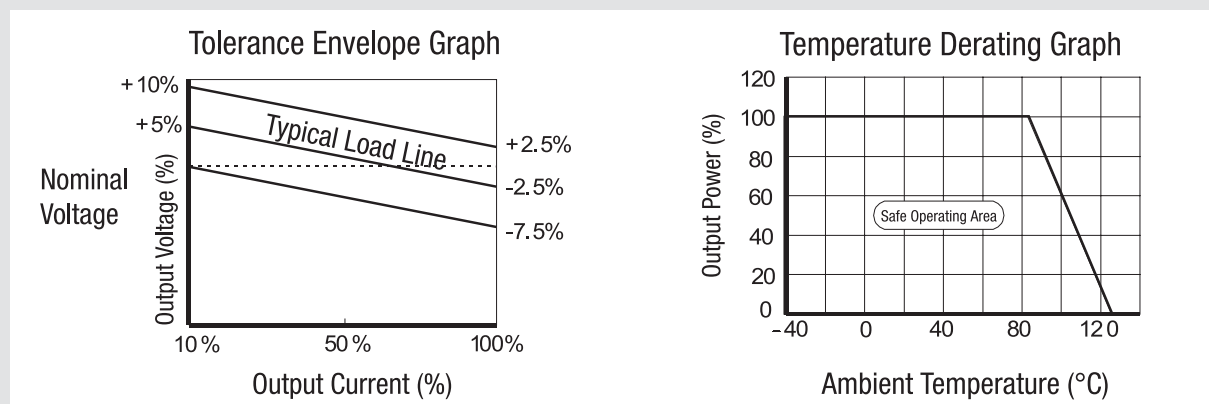 Tolerance Envelope Graph
+10%
+5%
Typical Load Line
+2.5%
-2.5%
-7.5%
Nominal
Voltage
Output Voltage (%)
10 %
50 %
100%
Output Current (%)
Temperature Derating Graph
120
100
80
60
40
20
0
Output Power (%)
Safe Operating Area
-40
0
40
80
120
Ambient Temperature (°C)